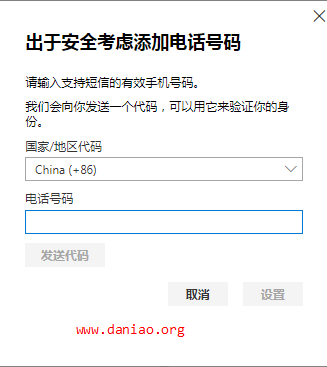 出于安全考虑添加电话号码
请输入支持短信的有效手机号码。
我们会向你发送一个代码，可以用它来验证你的身
份。
国家/地区代码
China (+86)
电话号码
发送代码
取消
设置
www.daniao.org